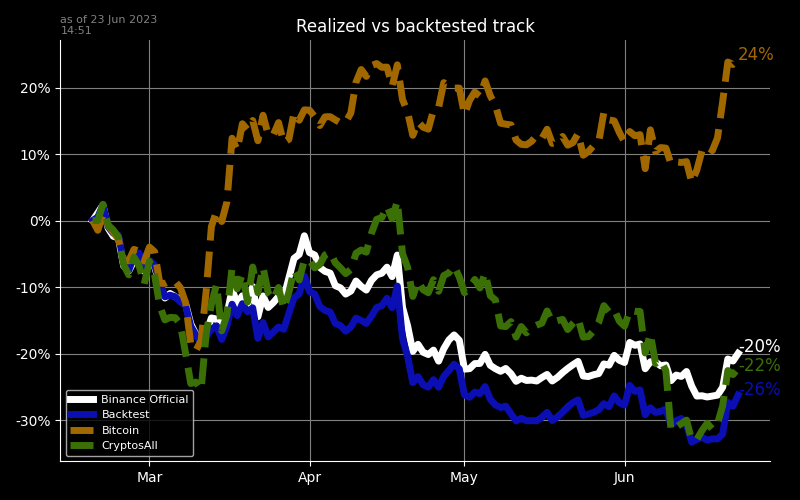 as of 23 Jun 2023
14:51
Realized vs backtested track
24%
20%
10%
0%
-10%
-20%
-30%
-20%
-22%
-26%
Binance Official
Backtest
Bitcoin
CryptosAll
Mar
Apr
May
Jun